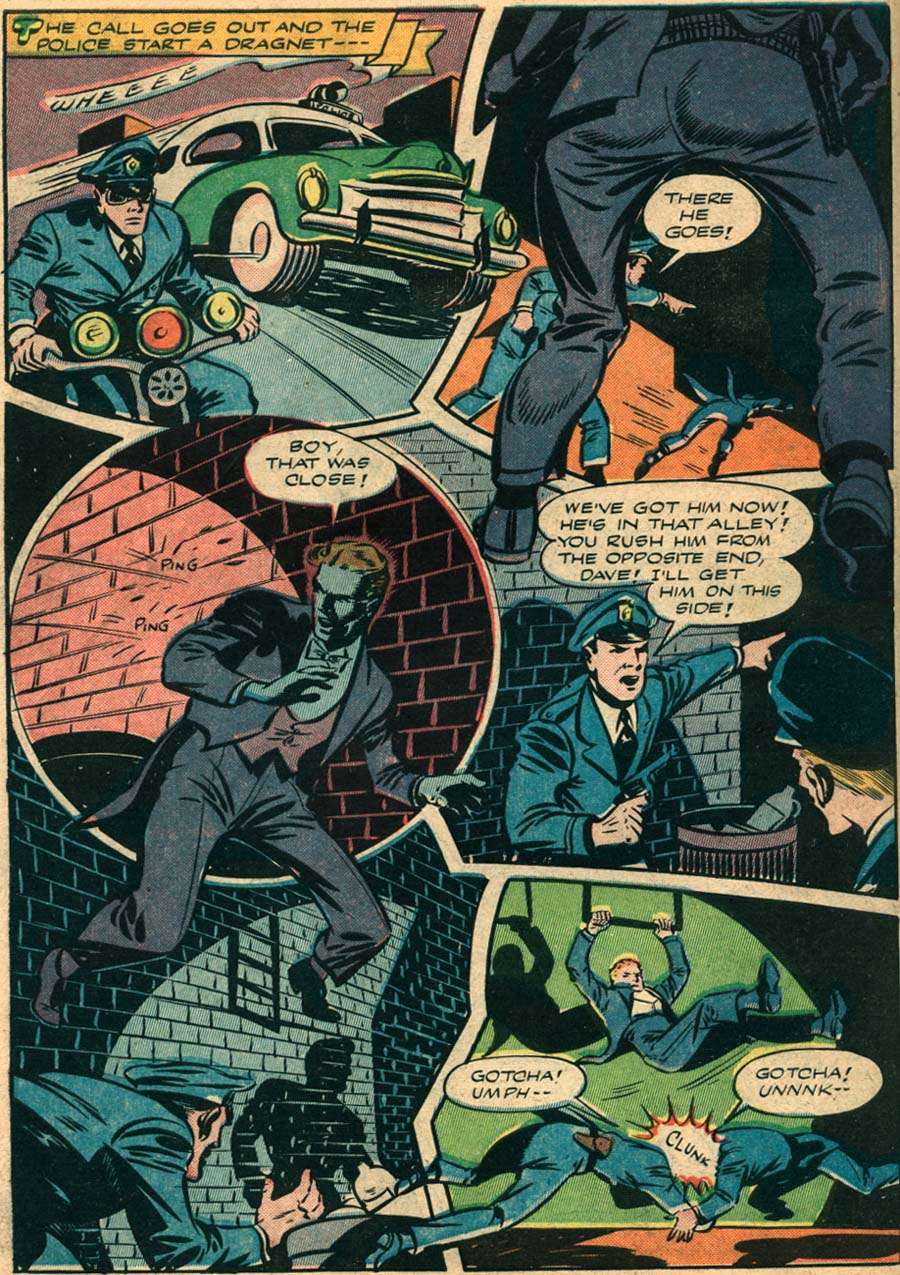 THE CALL GOES OUT AND THE
POLICE START A DRAGNET---
WHEEEEE
POLICE
THERE
HE
GOES!
BOY,
THAT WAS
CLOSE!
PING
PING
WE'VE GOT HIM NOW!
HE'S IN THAT ALLEY!
YOU RUSH HIM FROM
THE OPPOSITE END,
DAVE! I'LL GET
HIM ON THIS
SIDE!
GOTCHA!
UMPH--
GOTCHA!
UNNNK--
CLUNK